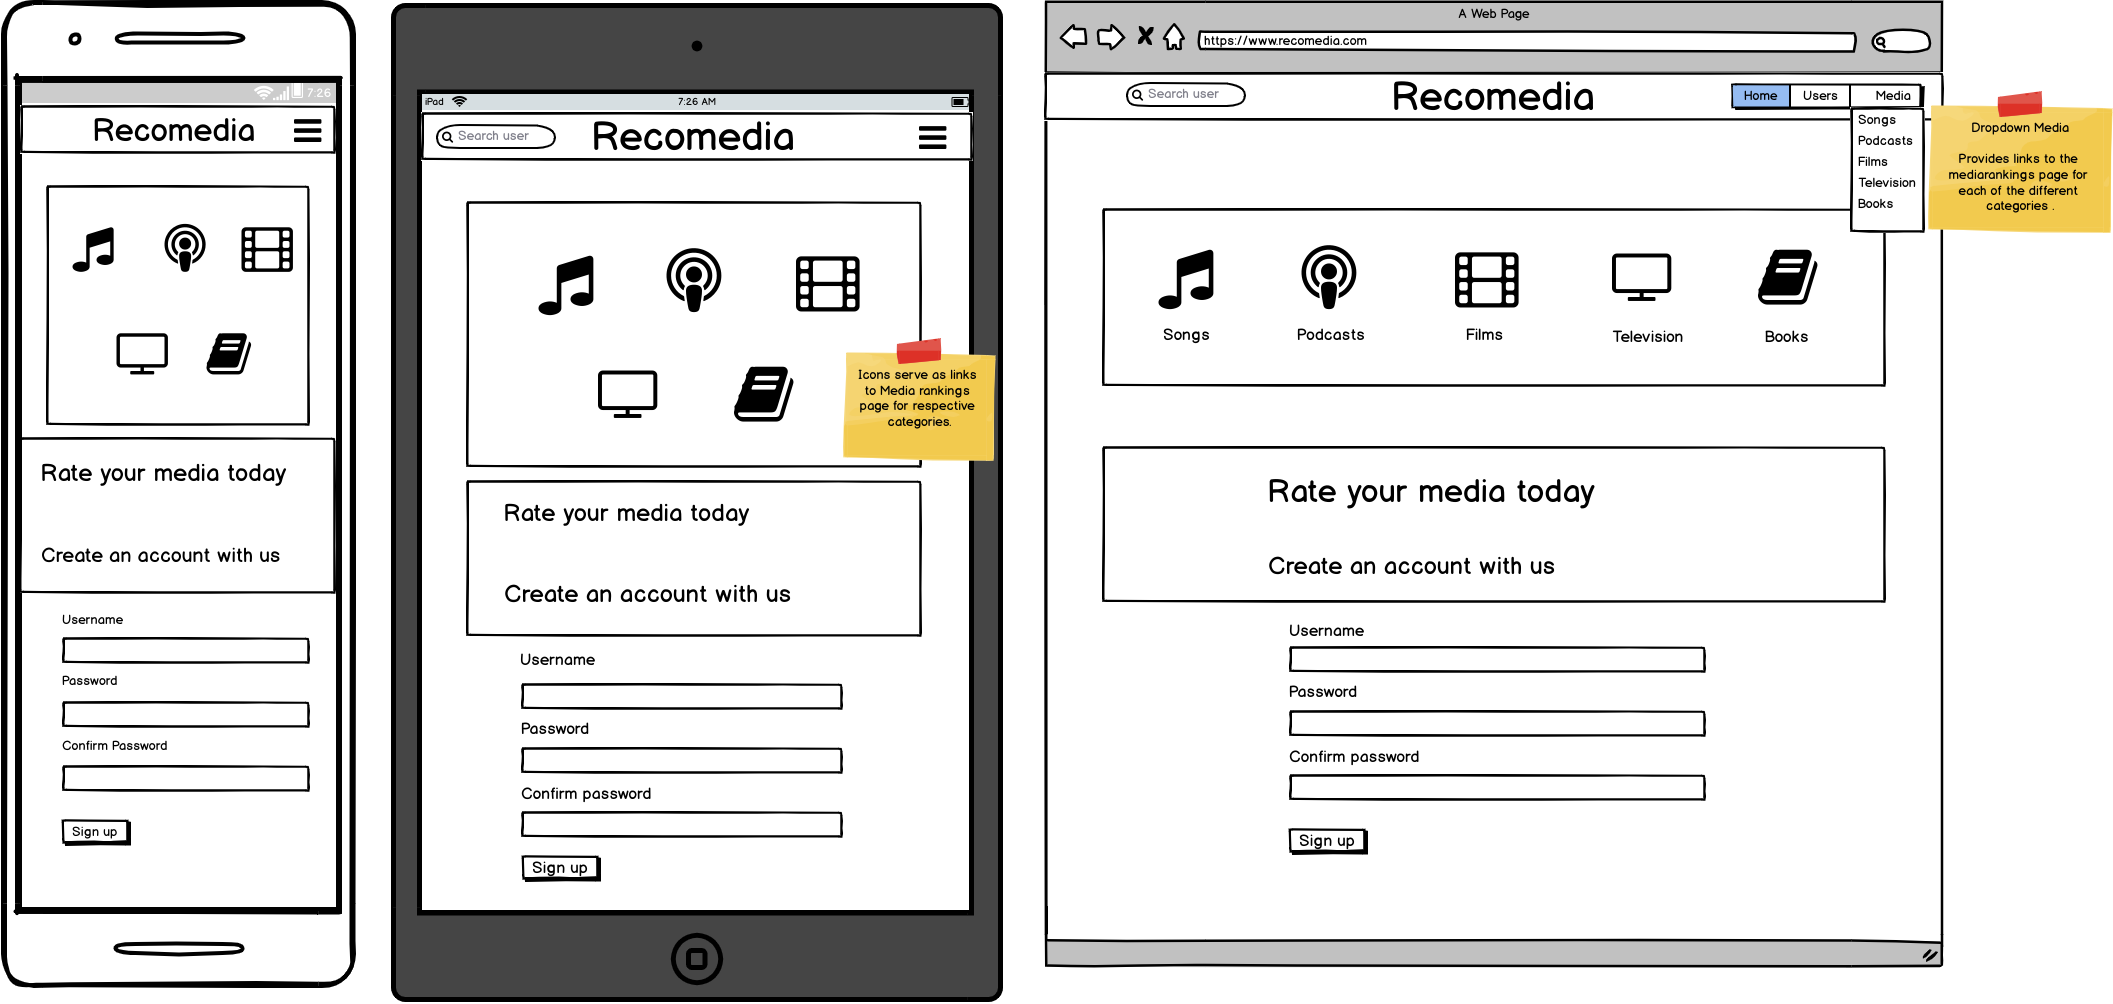 7:26
Recomedia
Rate your media today
Create an account with us
Username
Password
Confirm Password
Sign up
iPad
7:26 AM
Search user
Recomedia
Icons serve as links
to Media rankings
page for respective
categories.
Rate your media today
Create an account with us
Username
Password
Confirm password
Sign up
A Web Page
https://www.recomedia.com
Search user
Recomedia
Home
Users
Media
Songs
Podcasts
Films
Television
Books
Dropdown Media
Provides links to the
mediarankings page for
each of the different
categories .
Songs
Podcasts
Films
Television
Books
Rate your media today
Create an account with us
Username
Password
Confirm password
Sign up